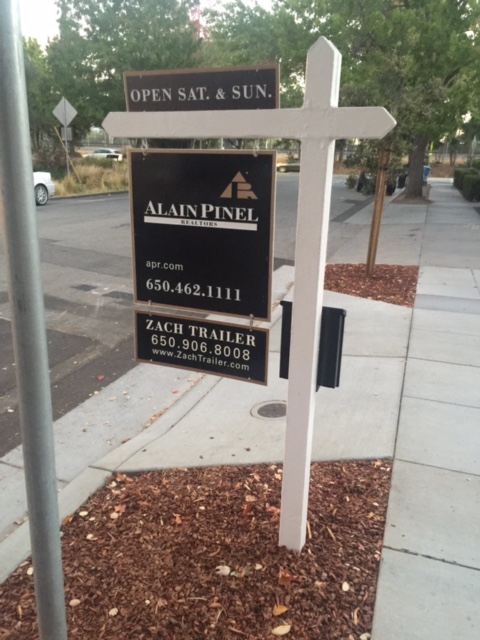 OPEN SAT. & SUN.
ALAIN PINEL
REALTORS
apr.com
650.462.1111
ZACH TRAILER
650.906.8008
www.ZachTrailer.com